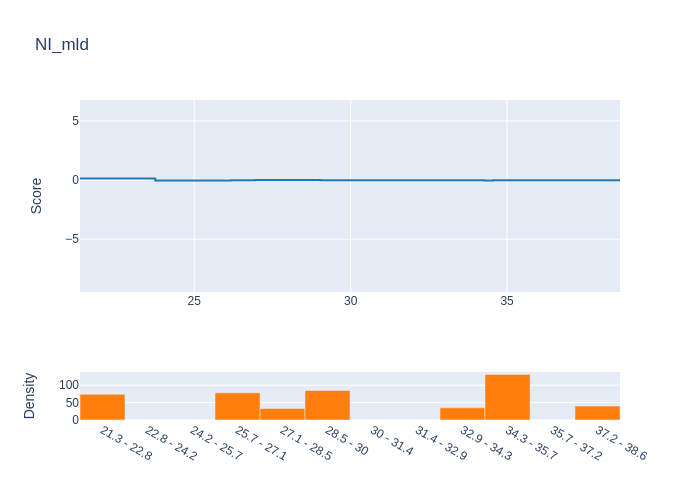 NI_mld
Score
5
0
−5
25
30
35
Density
100
50
0
21.3 - 22.8
22.8 - 24.2
24.2 - 25.7
25.7 - 27.1
27.1 - 28.5
28.5 - 30
30 - 31.4
31.4 - 32.9
32.9 - 34.3
34.3 - 35.7
35.7 - 37.2
37.2 - 38.6